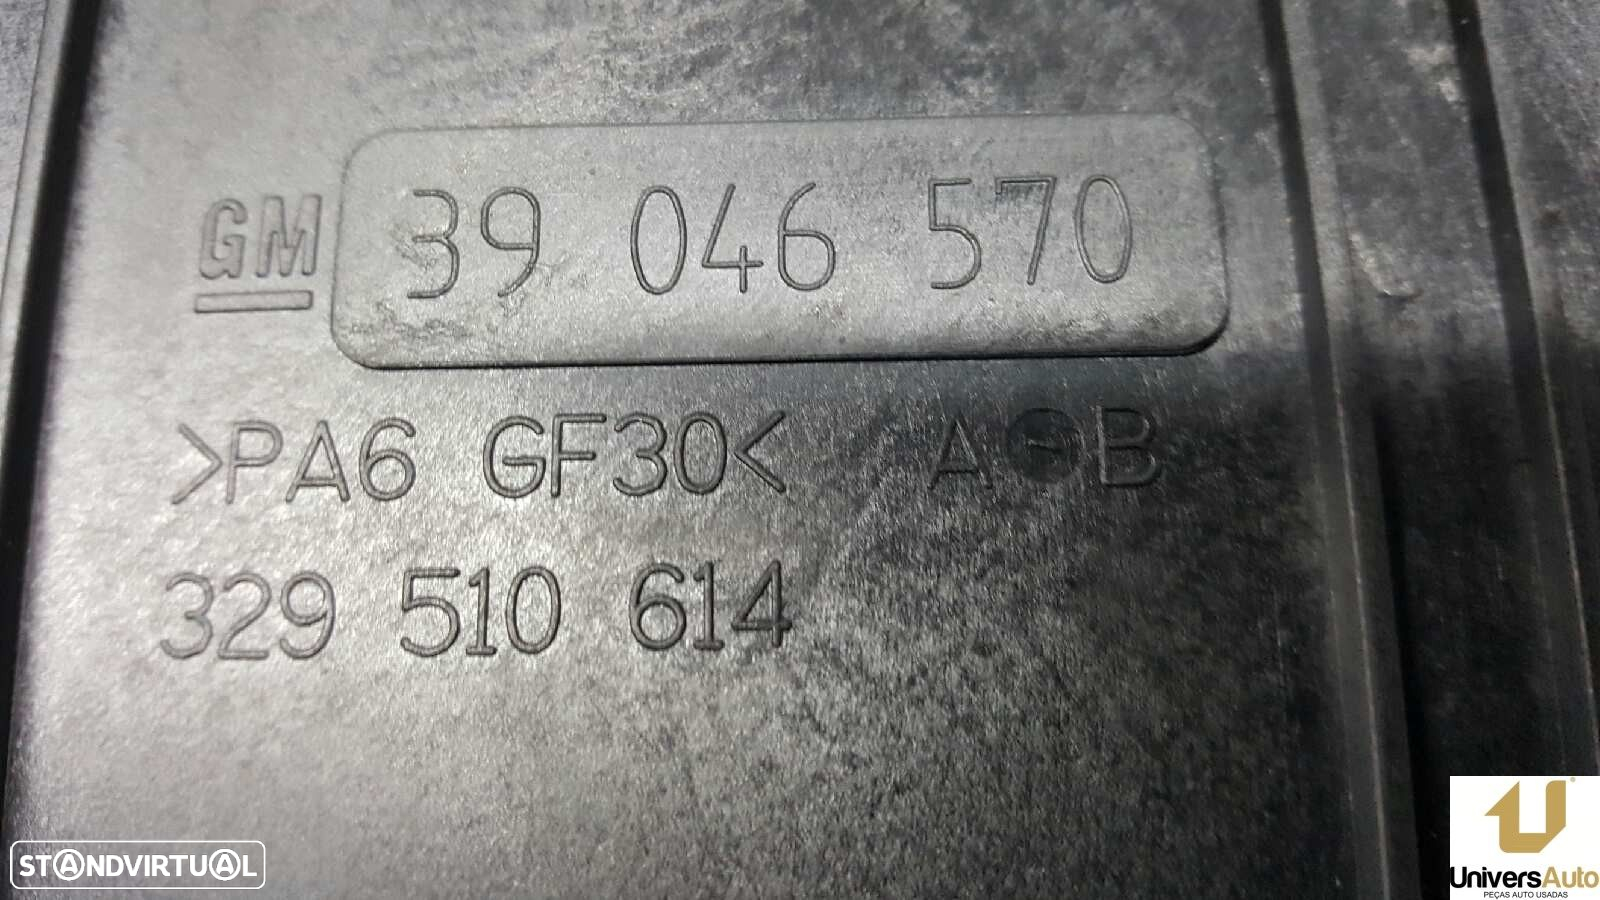 GM 39 046 570
>PA6 GF30< A B
329 510 614
STANDVIRTUAL
UniversAuto
PEÇAS AUTO USADAS